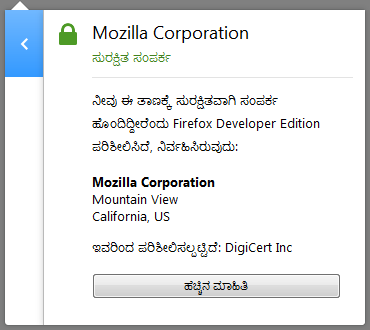 Mozilla Corporation
ಸುರಕ್ಷಿತ ಸಂಪರ್ಕ
ನೀವು ಈ ತಾಣಕ್ಕೆ ಸುರಕ್ಷಿತವಾಗಿ ಸಂಪರ್ಕ
ಹೊಂದಿದ್ದೀರೆಂದು Firefox Developer Edition
ಪರಿಶೀಲಿಸಿದೆ, ನಿರ್ವಹಿಸಿರುವುದು:
Mozilla Corporation
Mountain View
California, US
ಇವರಿಂದ ಪರಿಶೀಲಿಸಲ್ಪಟ್ಟಿದೆ: DigiCert Inc
ಹೆಚ್ಚಿನ ಮಾಹಿತಿ